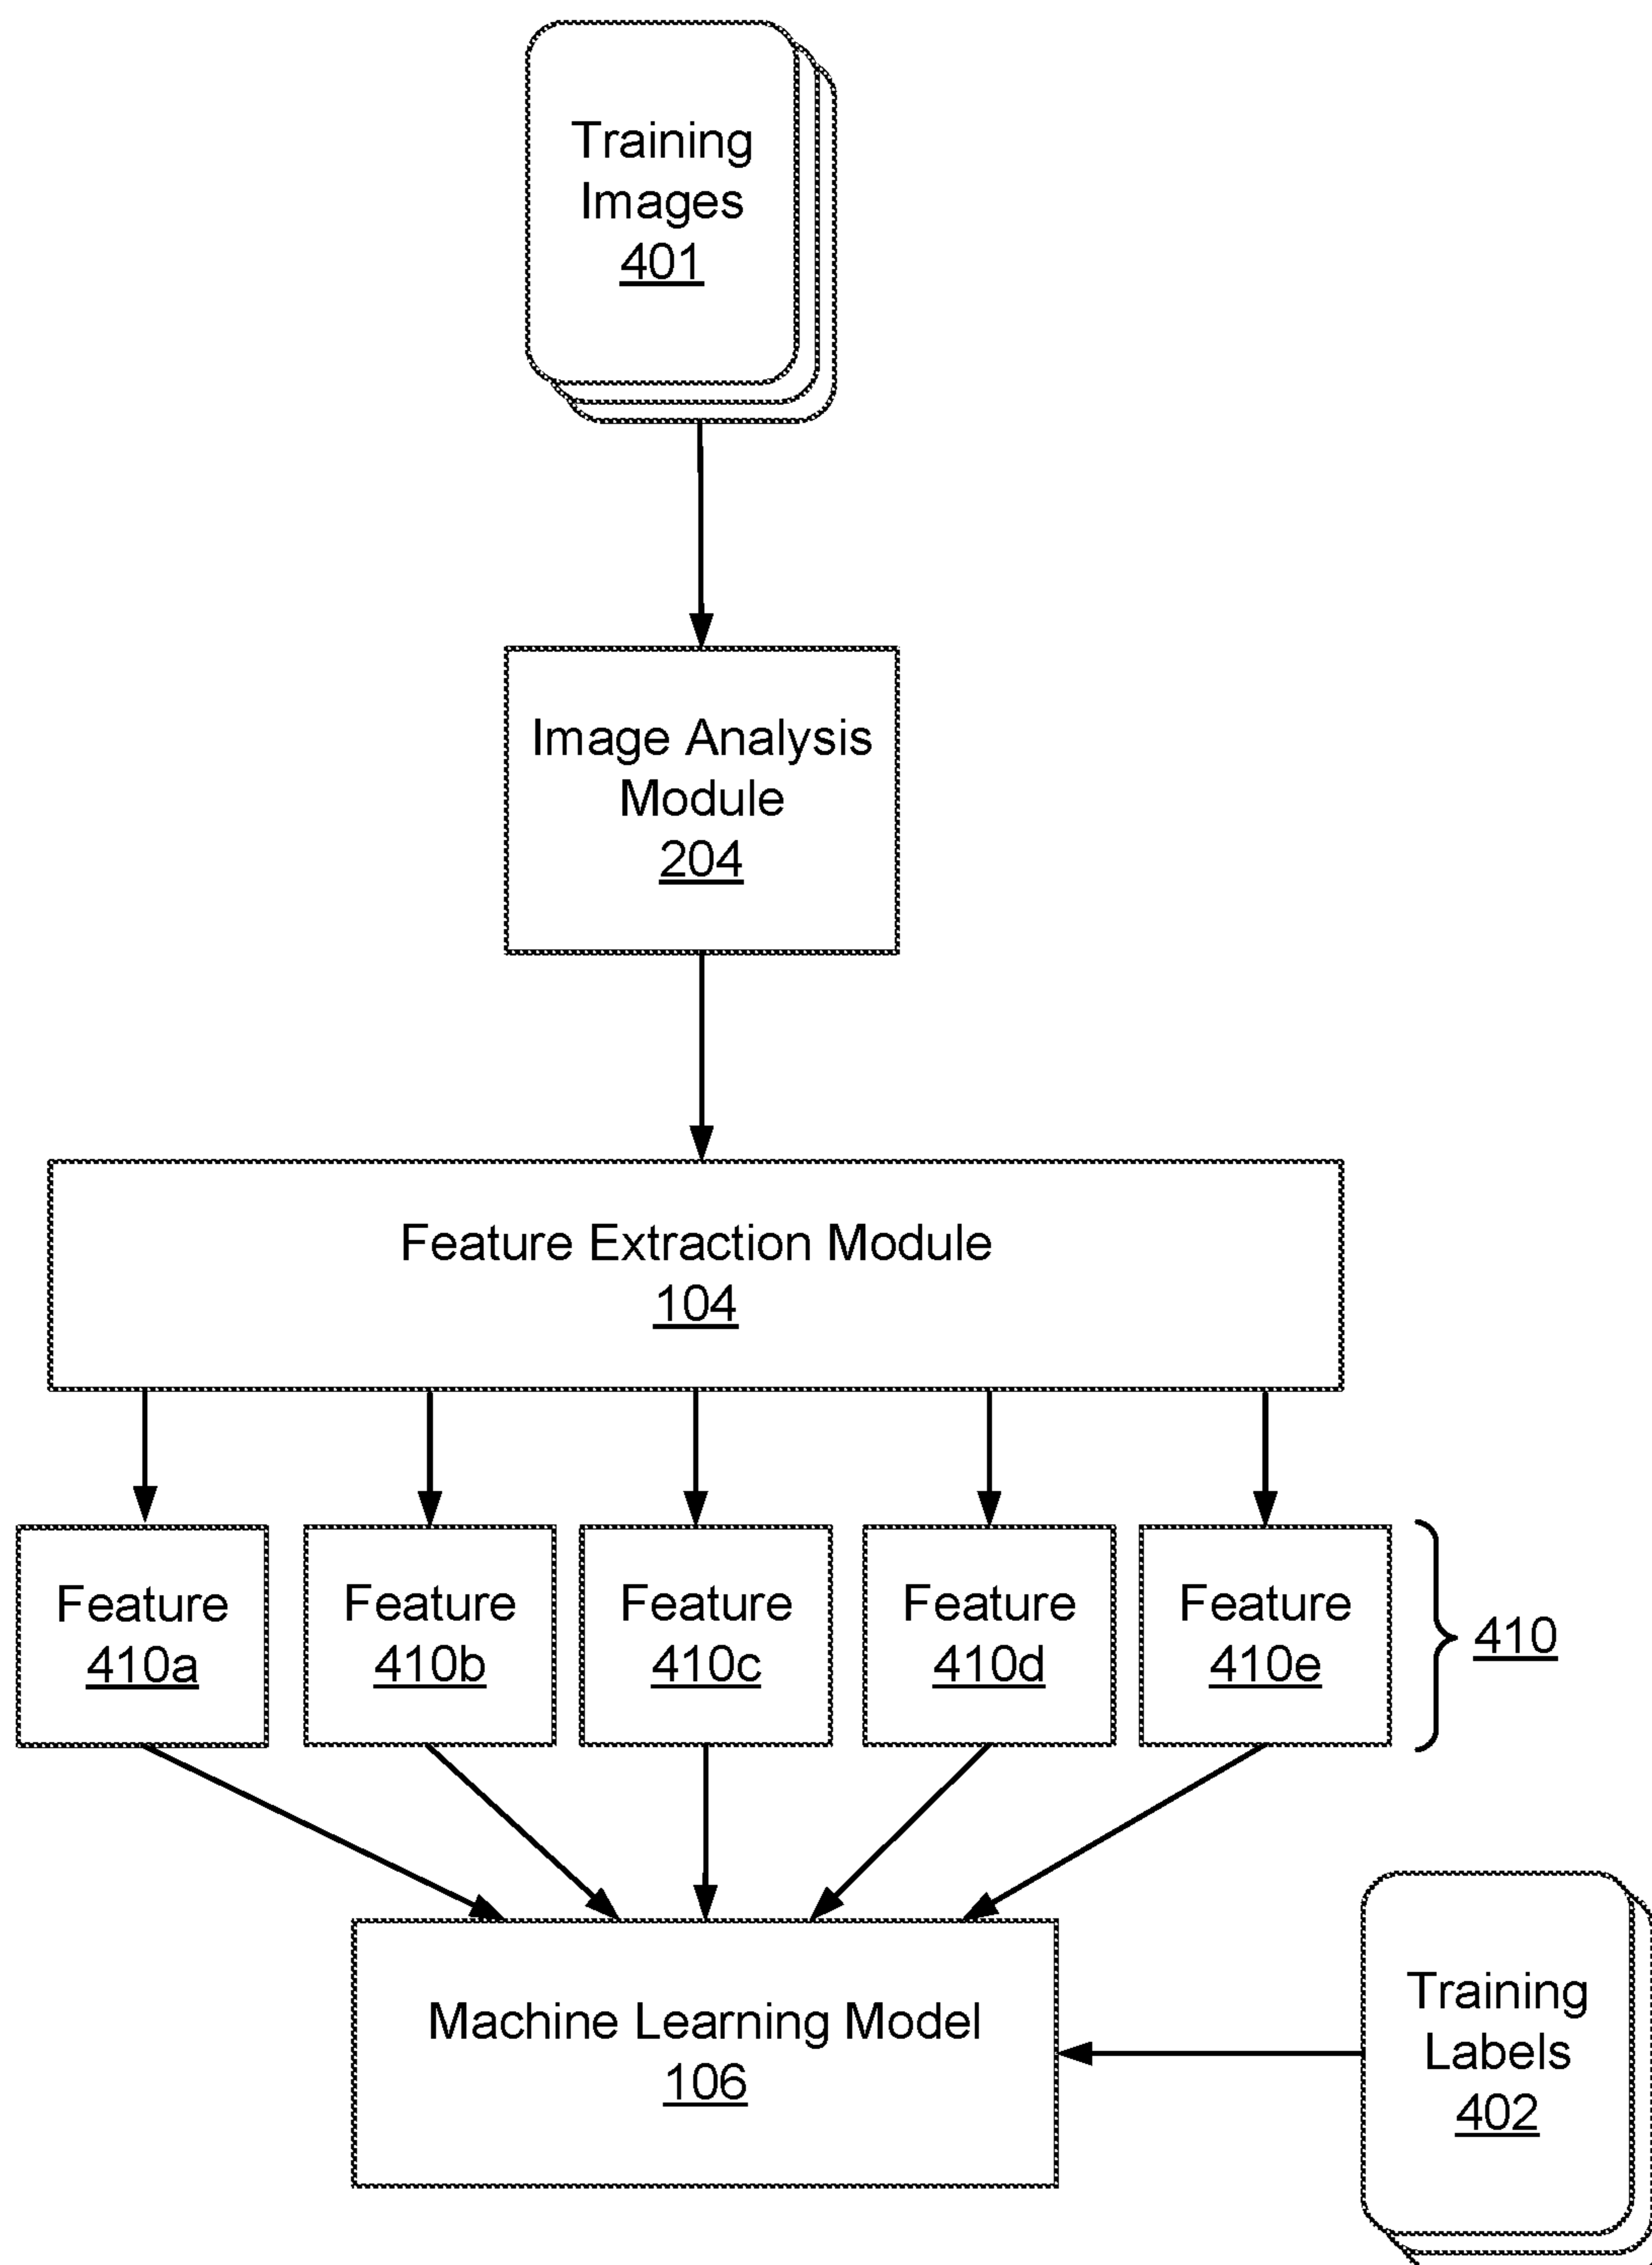 Training
Images
401
Image Analysis
Module
204
Feature Extraction Module
104
Feature
410a
Feature
410b
Feature
410c
Feature
410d
Feature
410e
410
Machine Learning Model
106
Training
Labels
402